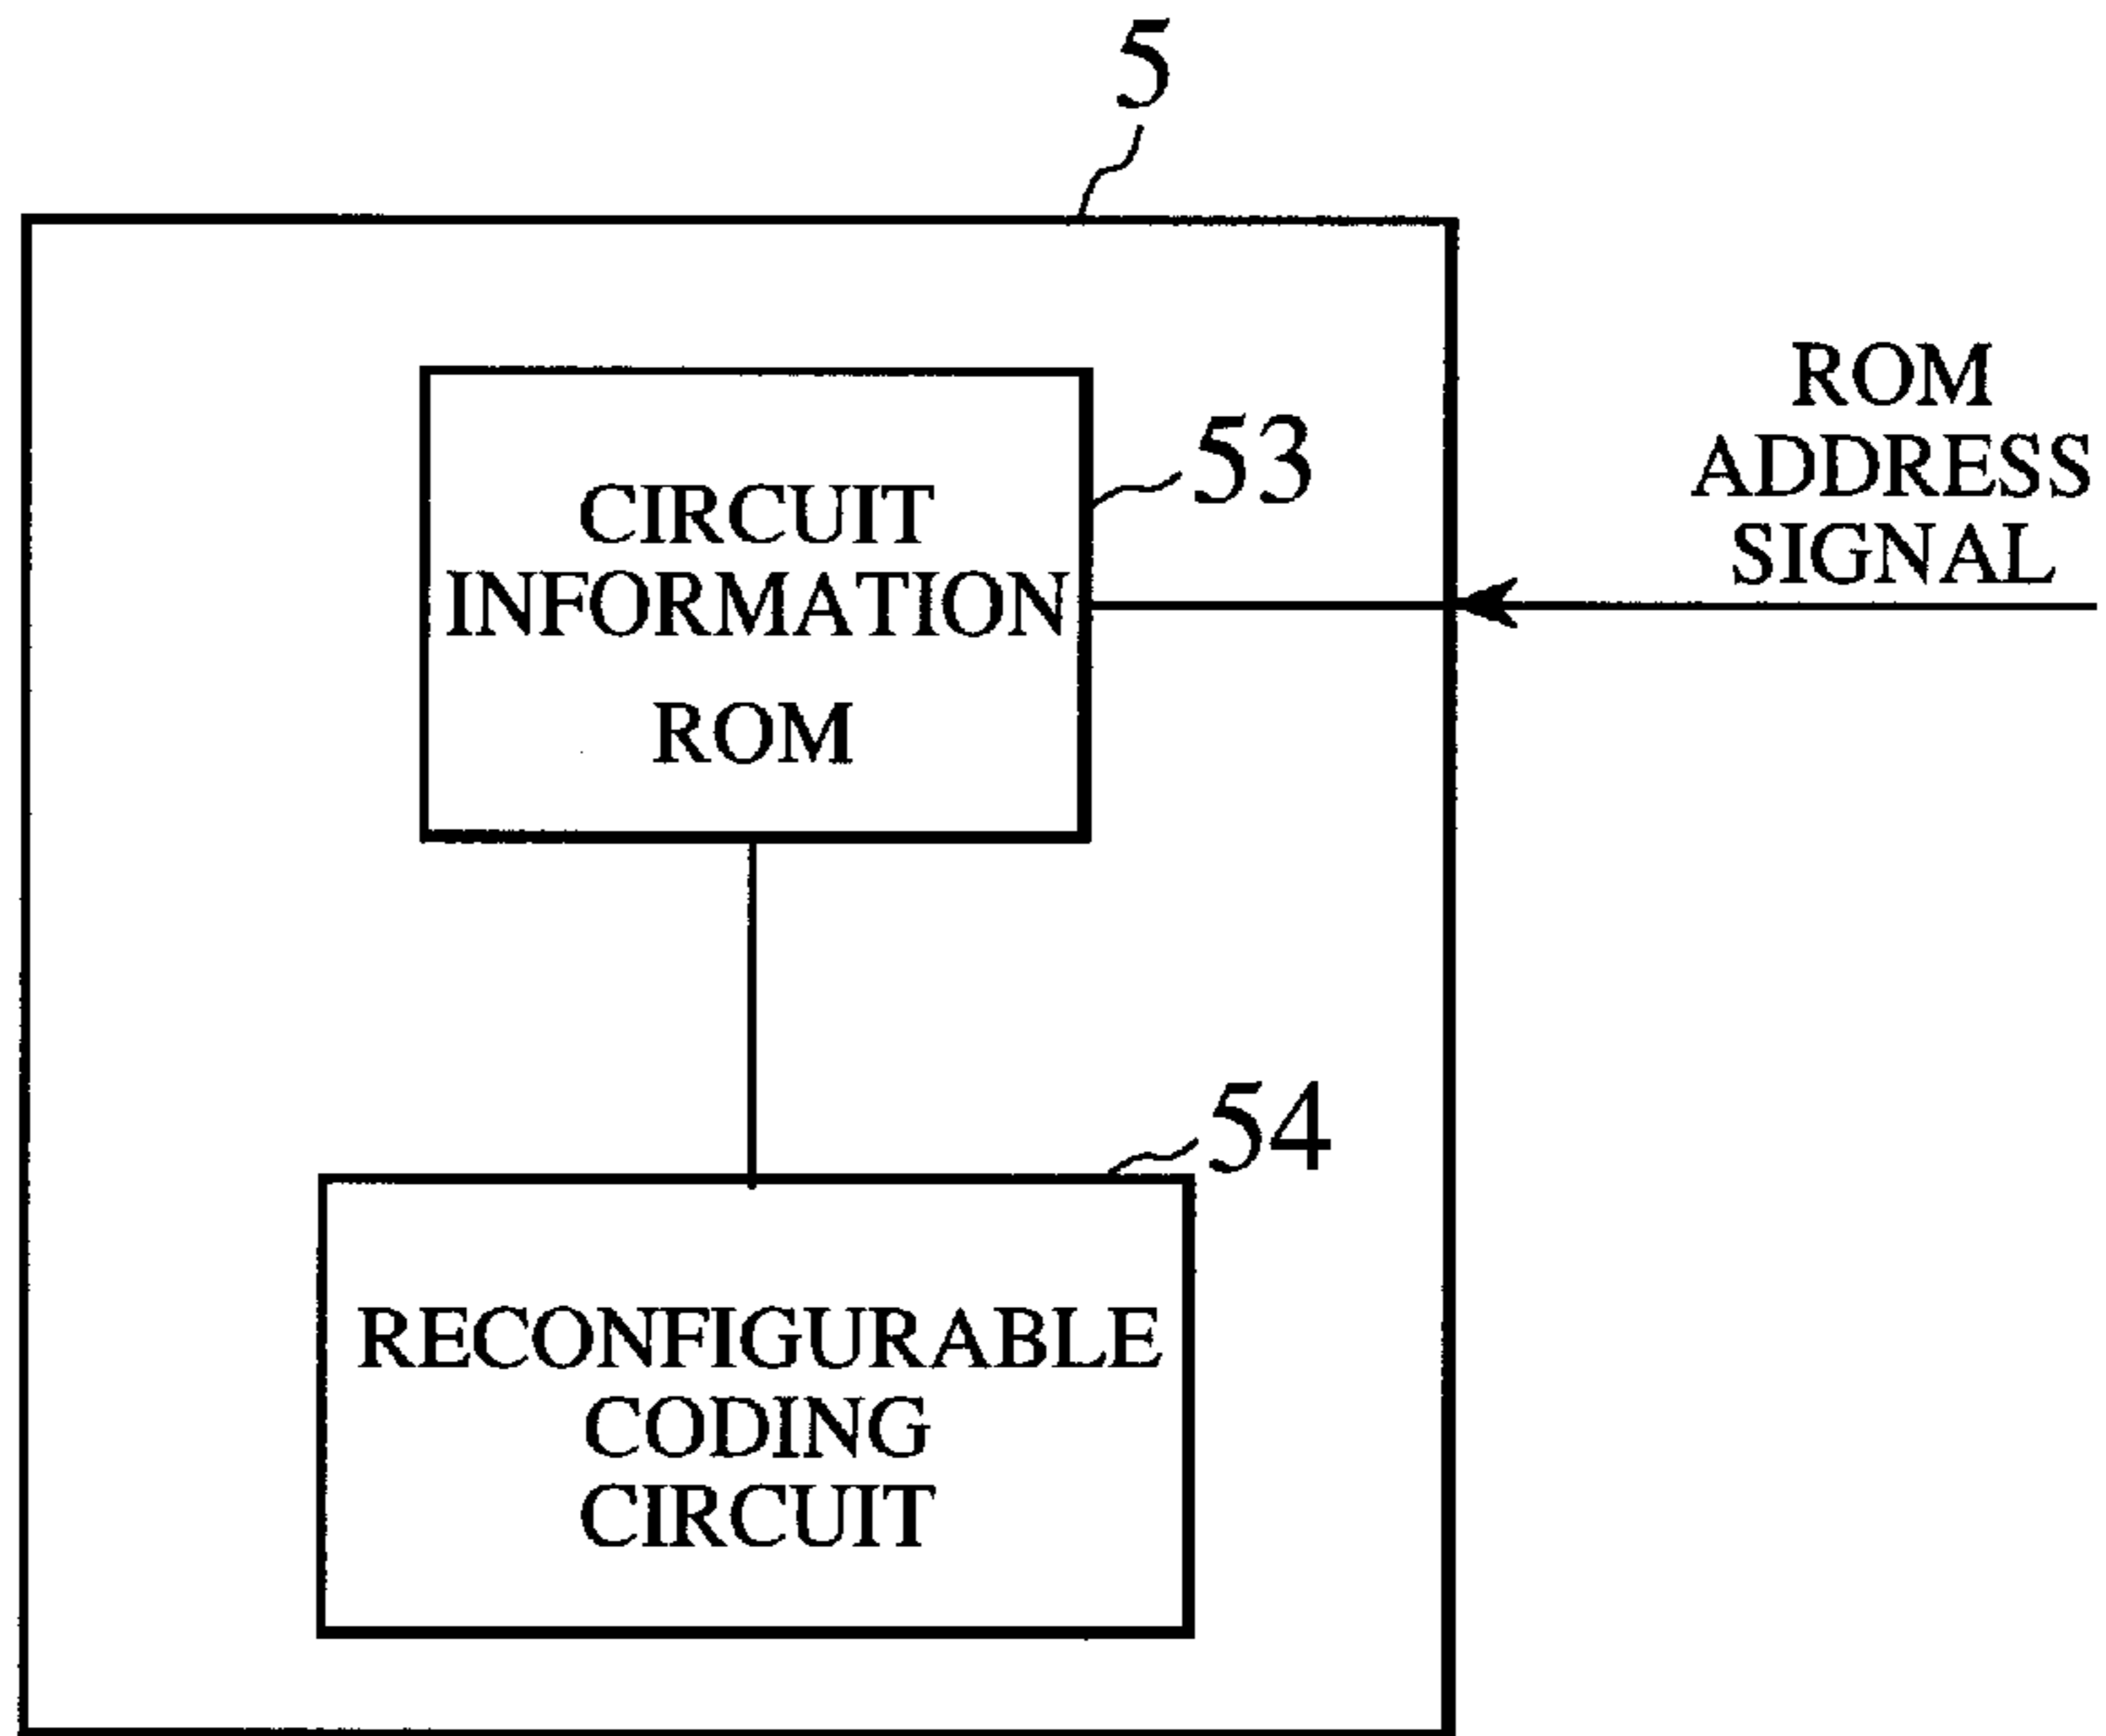 5
ROM
ADDRESS
SIGNAL
53
CIRCUIT
INFORMATION
ROM
54
RECONFIGURABLE
CODING
CIRCUIT